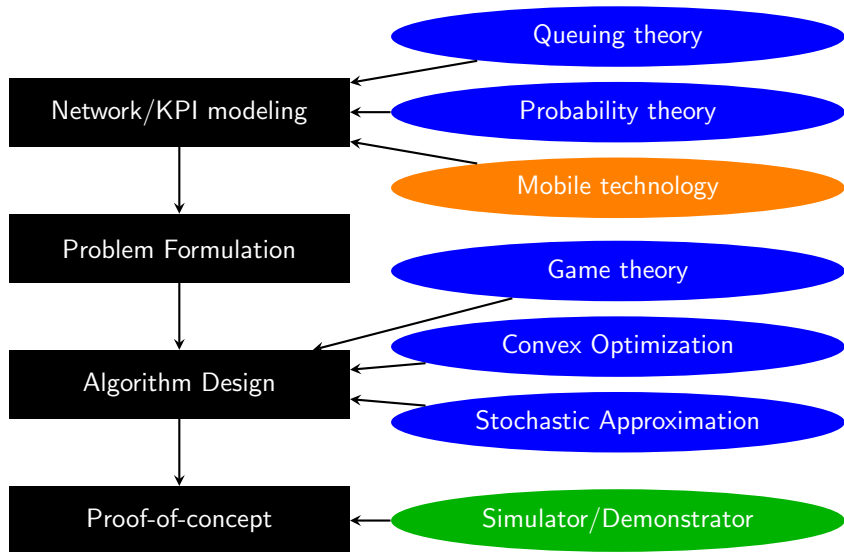 Queuing theory
Network/KPI modeling
Probability theory
Mobile technology
Problem Formulation
Game theory
Convex Optimization
Algorithm Design
Stochastic Approximation
Proof-of-concept
Simulator/Demonstrator